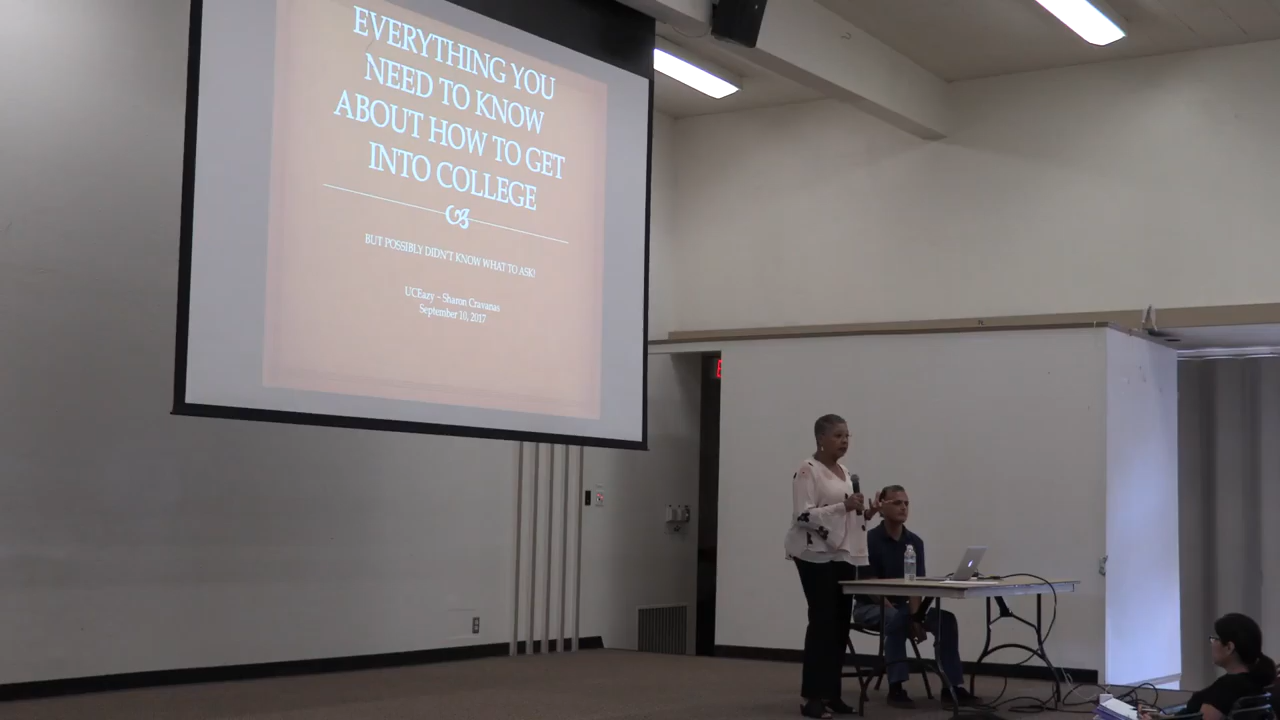 EVERYTHING YOU
NEED TO KNOW
ABOUT HOW TO GET
INTO COLLEGE
BUT POSSIBLY DIDN'T KNOW WHAT TO ASK!
UCEazy - Sharon Cravanas
September 10, 2017